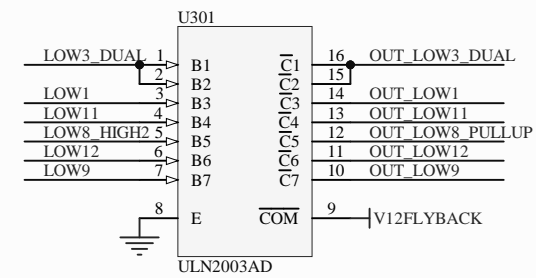 U301
LOW3_DUAL 1 B1 C1 16 OUT_LOW3_DUAL
2 B2 C2 15
LOW1 3 B3 C3 14 OUT_LOW1
LOW11 4 B4 C4 13 OUT_LOW11
LOW8_HIGH2 5 B5 C5 12 OUT_LOW8_PULLUP
LOW12 6 B6 C6 11 OUT_LOW12
LOW9 7 B7 C7 10 OUT_LOW9
8 E COM 9 V12FLYBACK
ULN2003AD